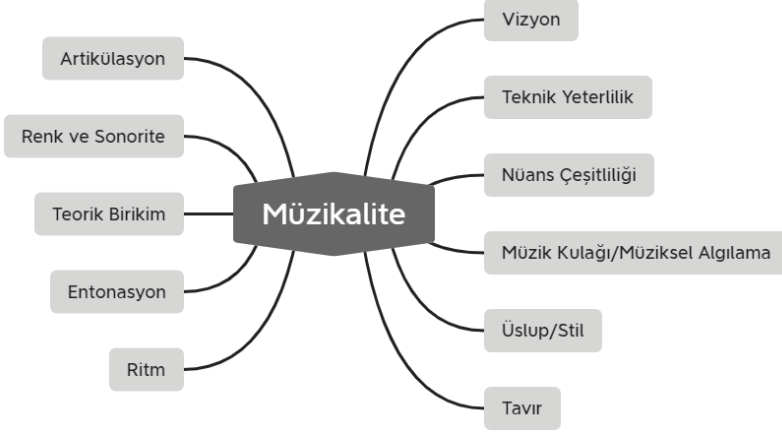 Vizyon
Artikülasyon
Teknik Yeterlilik
Renk ve Sonorite
Nüans Çeşitliliği
Müzikalite
Teorik Birikim
Müzik Kulağı/Müziksel Algılama
Entonasyon
Üslup/Stil
Ritm
Tavır